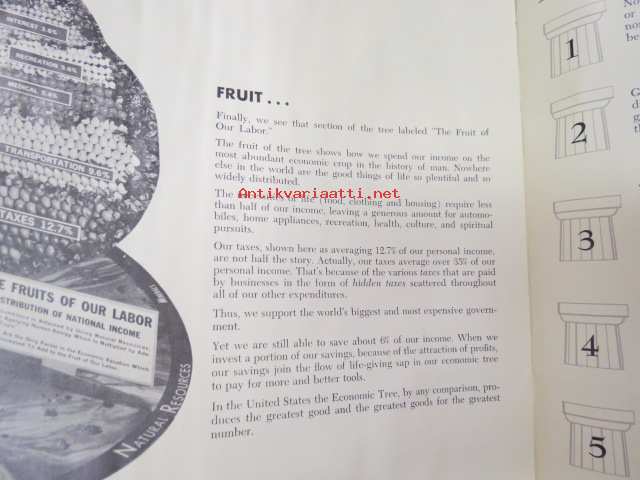 INTEREST 3.6%
RECREATION 5.6%
MEDICAL 5.8%
TRANSPORTATION
TAXES 12.7%
E FRUITS OF OUR LABOR
STRIBUTION OF NATIONAL INCOME
NATURAL RESOURCES
FRUIT . . .
Finally, we see that section of the tree labeled "The Fruit of
Our Labor."
The fruit of the tree shows how we spend our income on the
most abundant economic crop in the history of man. Nowhere
else in the world are the good things of life so plentiful and so
widely distributed.
Antikvariaatti.net
The of life (food, clothing and housing) require less
than half of our income, leaving a generous amount for automo-
biles, home appliances, recreation, health, culture, and spiritual
pursuits.
Our taxes, shown here as averaging 12.7% of our personal income,
are not half the story. Actually, our taxes average over 35% of our
personal income. That's because of the various taxes that are paid
by businesses in the form of hidden taxes scattered throughout
all of our other expenditures.
Thus, we support the world's biggest and most expensive govern-
ment.
Yet we are still able to save about 6% of our income. When we
invest a portion of our savings, because of the attraction of profits,
our savings join the flow of life-giving sap in our economic tree
to pay for more and better tools.
In the United States the Economic Tree, by any comparison, pro-
duces the greatest good and the greatest goods for the greatest
number.
1
2
3
4
5